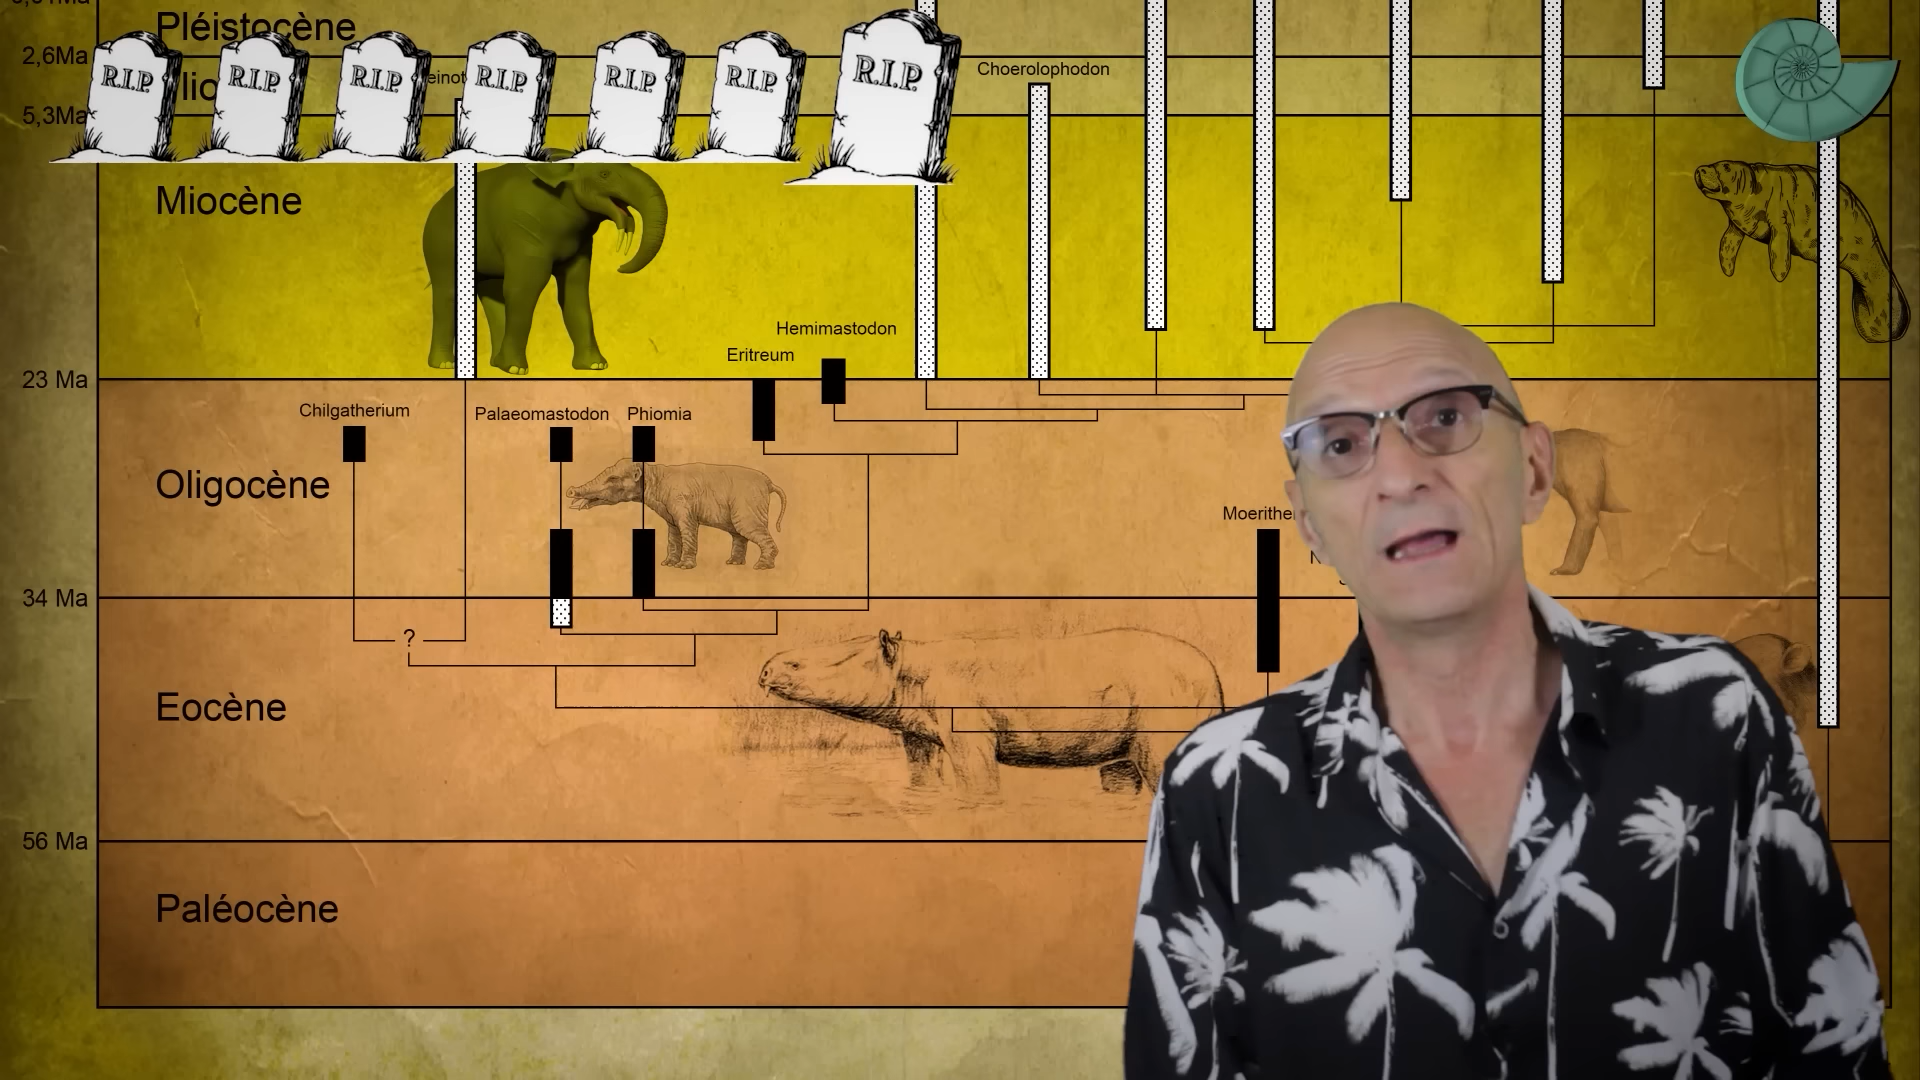 Pléistocène
2,6Ma
R.I.P.
R.I.P.
R.I.P.
R.I.P.
R.I.P.
R.I.P.
R.I.P.
Choerolophodon
5,3Ma
Miocène
Hemimastodon
Eritreum
23 Ma
Chilgatherium
Palaeomastodon
Phiomia
Oligocène
34 Ma
?
Eocène
56 Ma
Paléocène